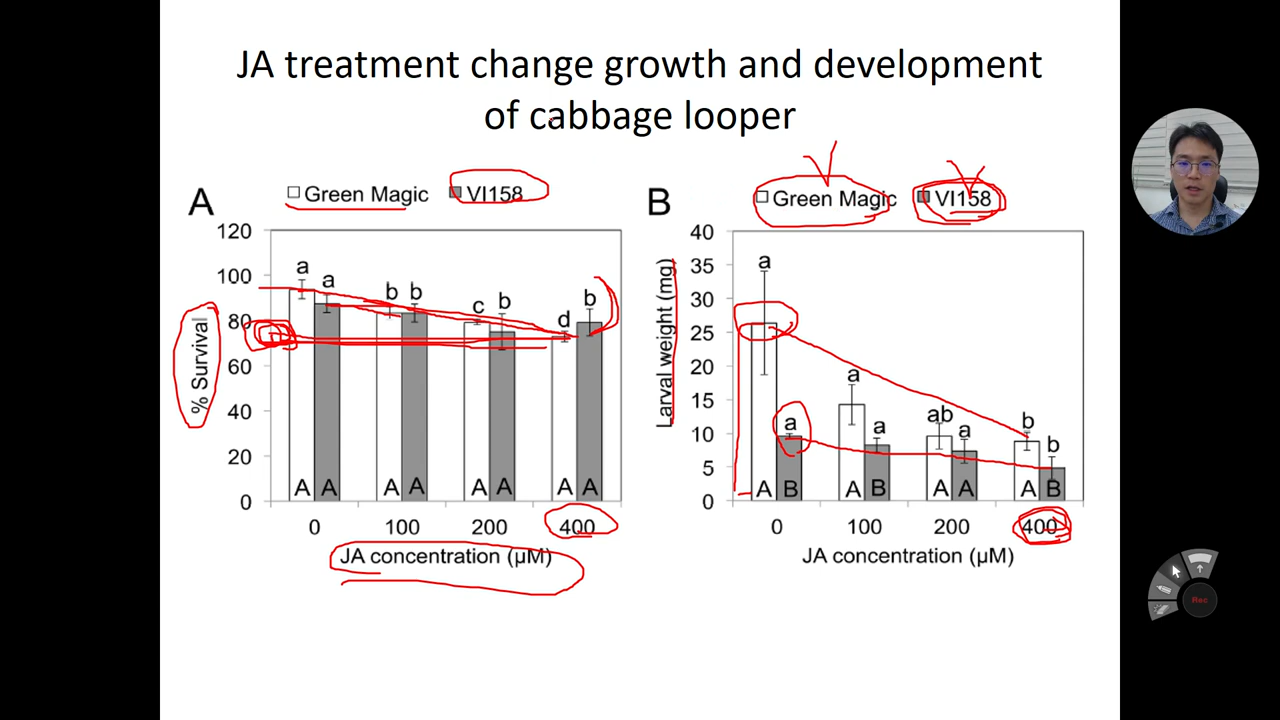 JA treatment change growth and development
of cabbage looper
A
Green Magic
VI158
120
100
80
60
40
20
0
% Survival
a
a
b
b
c
b
d
b
A
A
A
A
A
A
A
A
0
100
200
400
JA concentration (µM)
B
Green Magic
VI158
40
35
30
25
20
15
10
5
0
Larval weight (mg)
a
a
a
a
ab
a
b
b
A
B
A
B
A
A
A
B
0
100
200
400
JA concentration (µM)
Rec